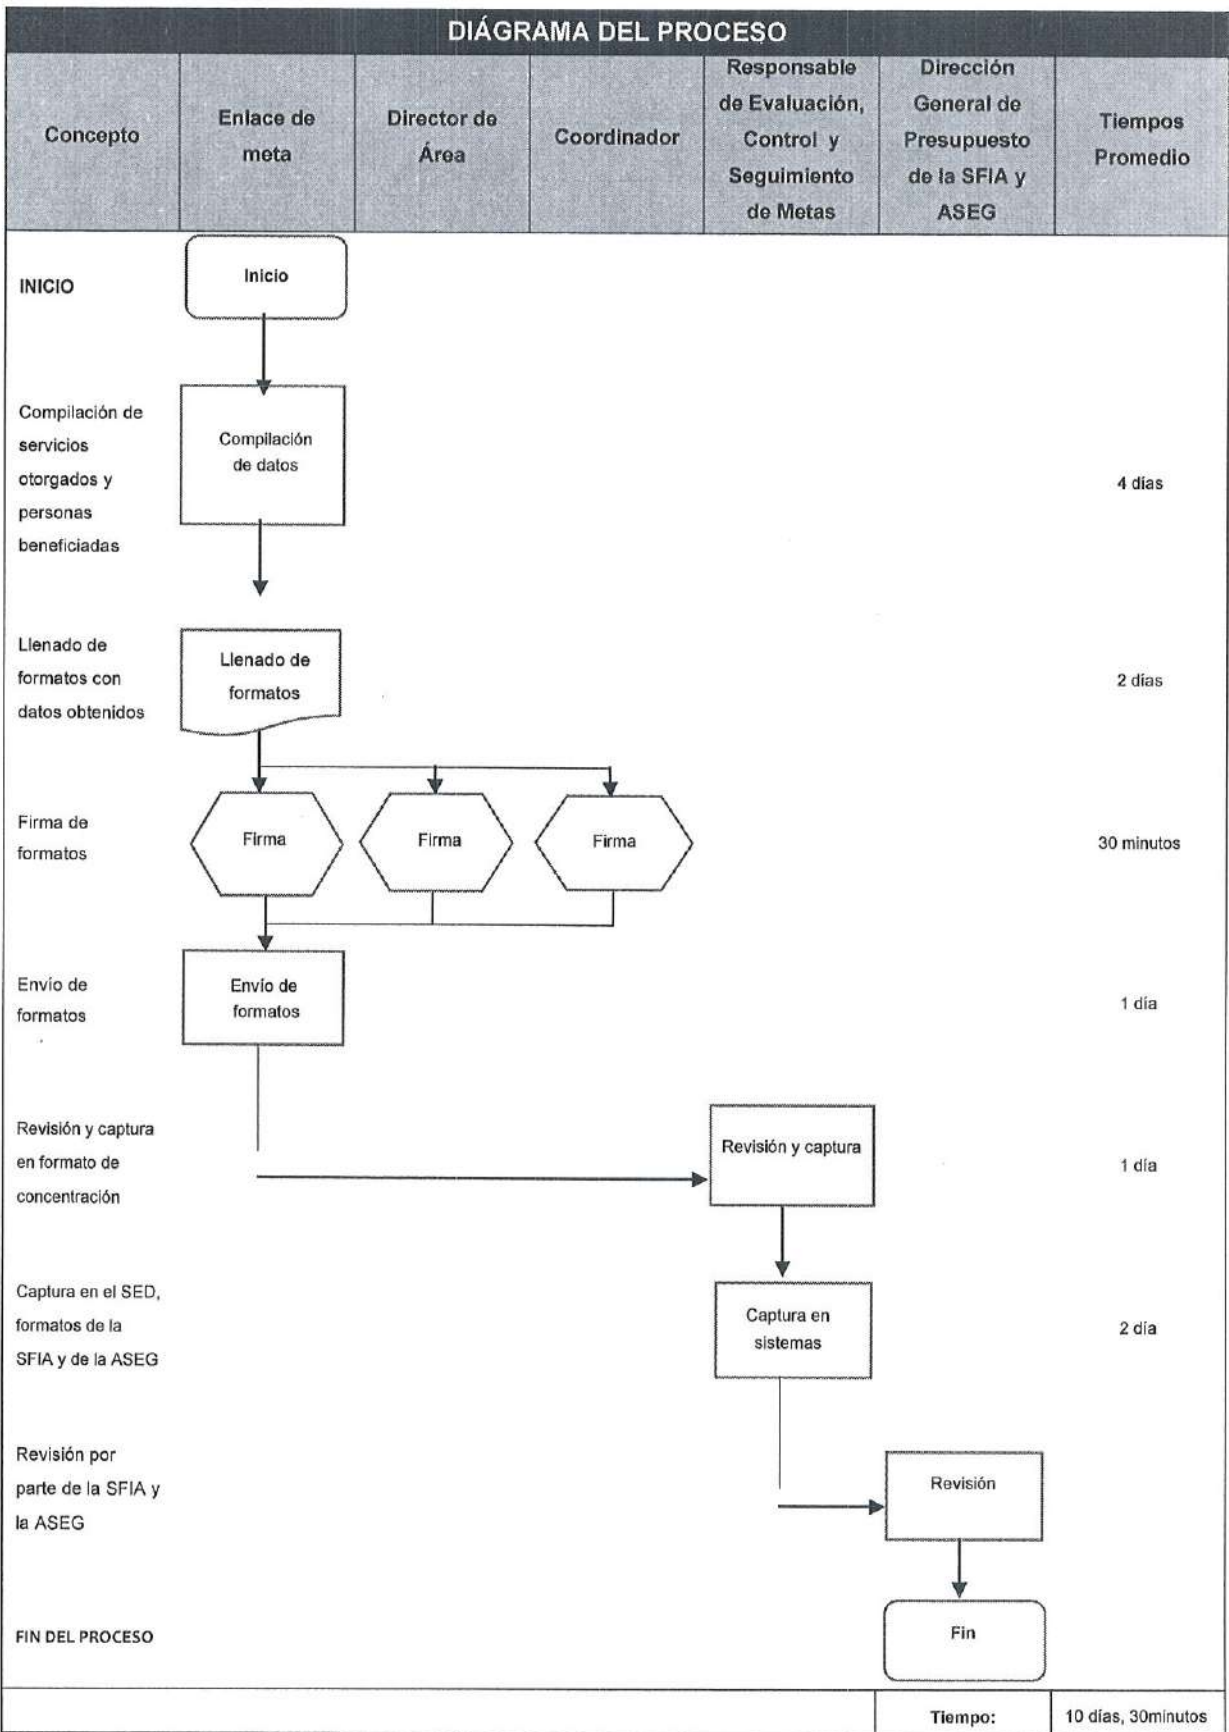 DIÁGRAMA DEL PROCESO
Concepto
Enlace de
meta
Director de
Área
Coordinador
Responsable
de Evaluación,
Control y
Seguimiento
de Metas
Dirección
General de
Presupuesto
de la SFIA y
ASEG
Tiempos
Promedio
INICIO
Inicio
Compilación de
servicios
otorgados y
personas
beneficiadas
Compilación
de datos
4 días
Llenado de
formatos con
datos obtenidos
Llenado de
formatos
2 días
Firma de
formatos
Firma
Firma
Firma
30 minutos
Envío de
formatos
Envío de
formatos
1 día
Revisión y captura
en formato de
concentración
Revisión y captura
1 día
Captura en el SED,
formatos de la
SFIA y de la ASEG
Captura en
sistemas
2 día
Revisión por
parte de la SFIA y
la ASEG
Revisión
FIN DEL PROCESO
Fin
Tiempo:
10 días, 30minutos